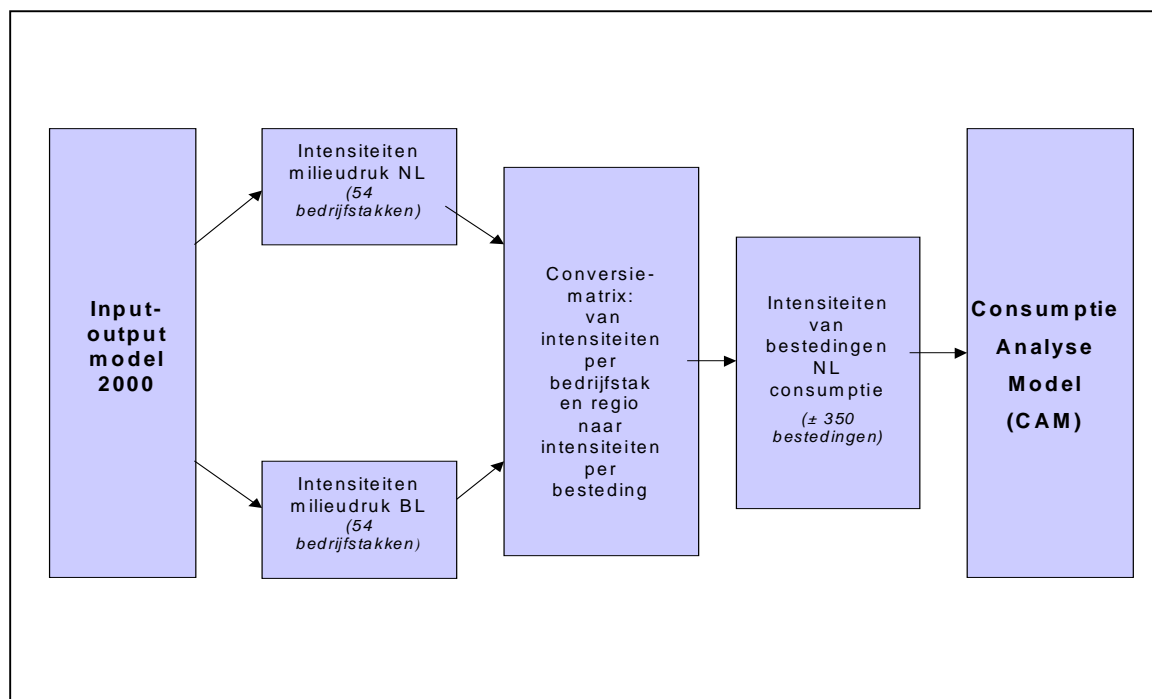 Input-
output
model
2000
Intensiteiten
milieudruk NL
(54
bedrijfstakken)
Intensiteiten
milieudruk BL
(54
bedrijfstakken)
Conversie-
matrix:
van
intensiteiten
per
bedrijfstak
en regio
naar
intensiteiten
per
besteding
Intensiteiten
van
bestedingen
NL
consumptie
(± 350
bestedingen)
Consumptie
Analyse
Model
(CAM)